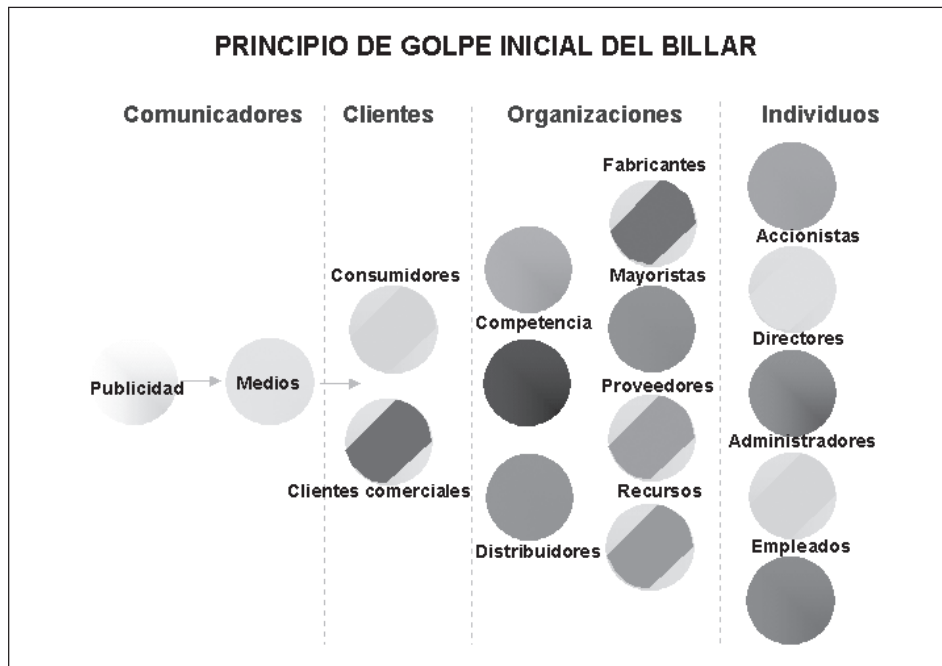 PRINCIPIO DE GOLPE INICIAL DEL BILLAR
Comunicadores
Clientes
Organizaciones
Individuos
Publicidad
Medios
Consumidores
Clientes comerciales
Competencia
Distribuidores
Fabricantes
Mayoristas
Proveedores
Recursos
Accionistas
Directores
Administradores
Empleados